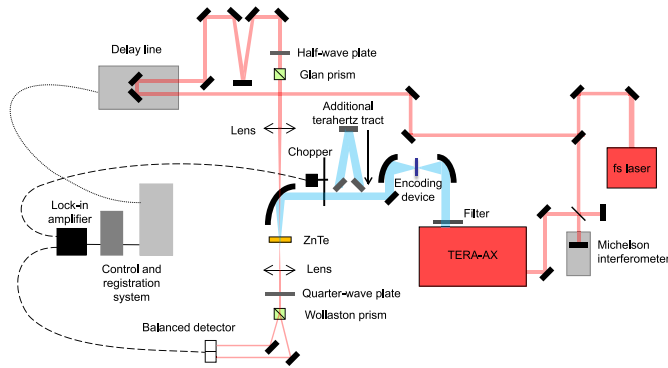 Delay line
Half-wave plate
Glan prism
Additional
terahertz tract
Lens
Chopper
fs laser
Encoding
device
Lock-in
amplifier
Filter
ZnTe
TERA-AX
Michelson
interferometer
Control and
registration
system
Lens
Quarter-wave plate
Wollaston prism
Balanced detector